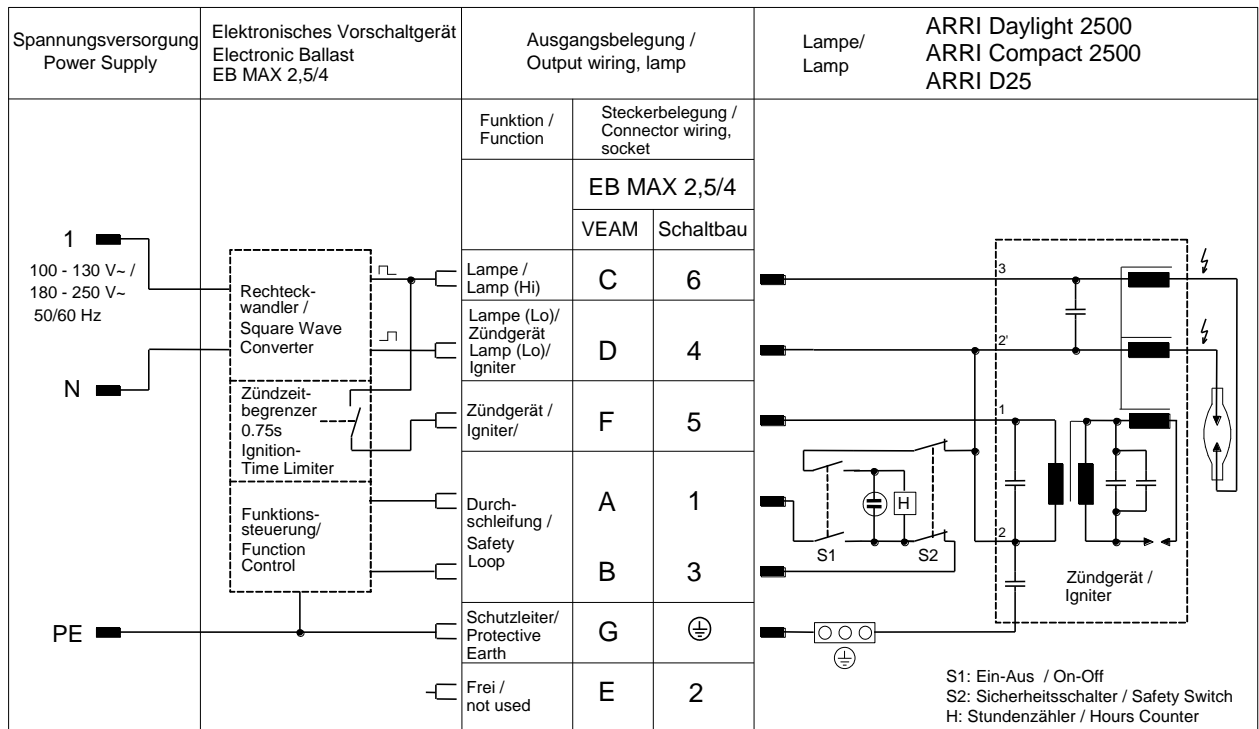 Spannungsversorgung
Power Supply
Elektronisches Vorschaltgerät
Electronic Ballast
EB MAX 2,5/4
Ausgangsbelegung /
Output wiring, lamp
Lampe/
Lamp
ARRI Daylight 2500
ARRI Compact 2500
ARRI D25
Funktion /
Function
Steckerbelegung /
Connector wiring,
socket
EB MAX 2,5/4
VEAM
Schaltbau
1
100 - 130 V~ /
180 - 250 V~
50/60 Hz
N
PE
Rechteck-
wandler /
Square Wave
Converter
Zündzeit-
begrenzer
0.75s
Ignition-
Time Limiter
Funktions-
steuerung/
Function
Control
Lampe /
Lamp (Hi)
C
6
Lampe (Lo)/
Zündgerät
Lamp (Lo)/
Igniter
D
4
Zündgerät /
Igniter/
F
5
Durch-
schleifung /
Safety
Loop
A
1
B
3
Schutzleiter/
Protective
Earth
G
Frei /
not used
E
2
3
2'
1
2
H
S1
S2
Zündgerät /
Igniter
S1: Ein-Aus / On-Off
S2: Sicherheitsschalter / Safety Switch
H: Stundenzähler / Hours Counter